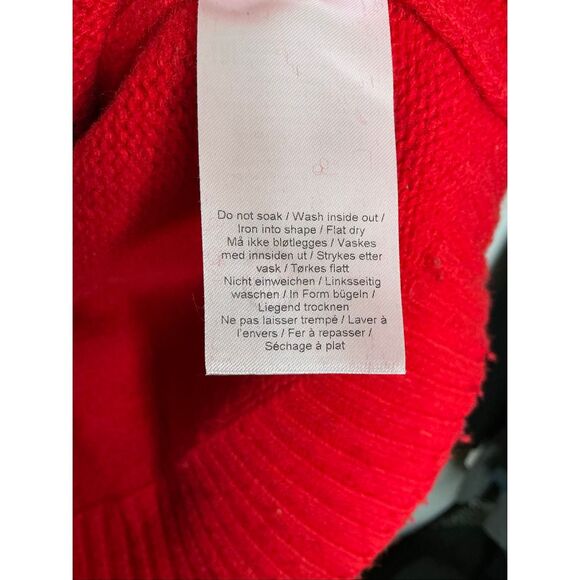 Do not soak / Wash inside out /
Iron into shape / Flat dry
Må ikke bløtlegges / Vaskes
med innsiden ut / Strykes etter
vask / Tørkes flatt
Nicht einweichen / Linksseitig
waschen / In Form bügeln /
Liegend trocknen
Ne pas laisser trempé / Laver à
l'envers / Fer à repasser /
Séchage à plat